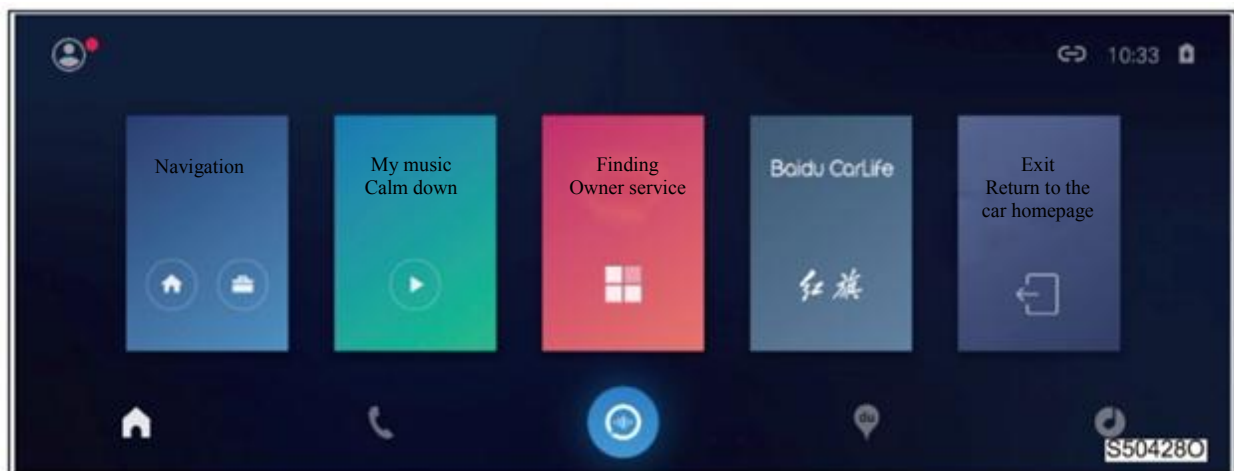 10:33
Navigation
My music
Calm down
Finding
Owner service
Baidu CarLife
红旗
Exit
Return to the
car homepage
du
S50428O